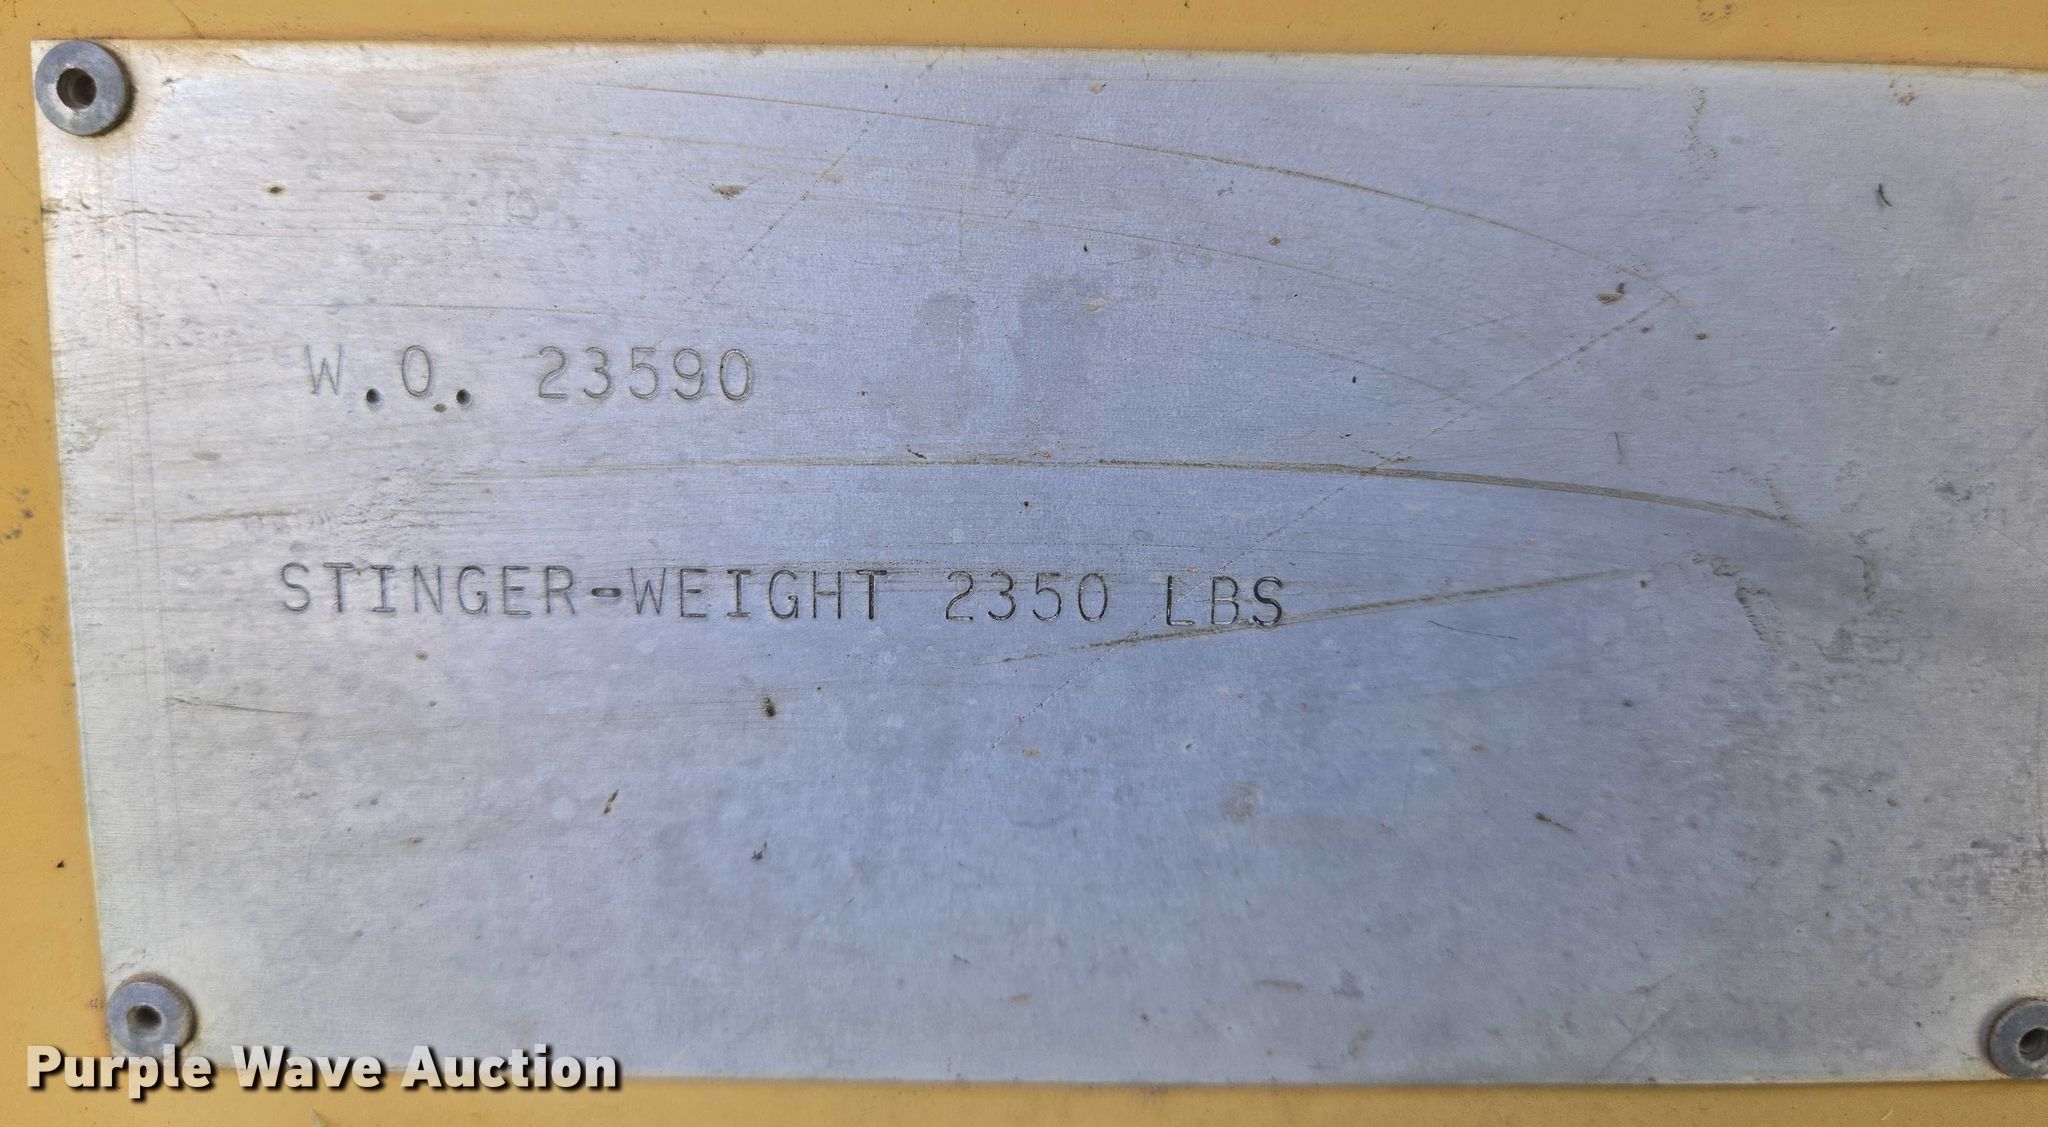 W.O. 23590
STINGER-WEIGHT 2350 LBS
Purple Wave Auction